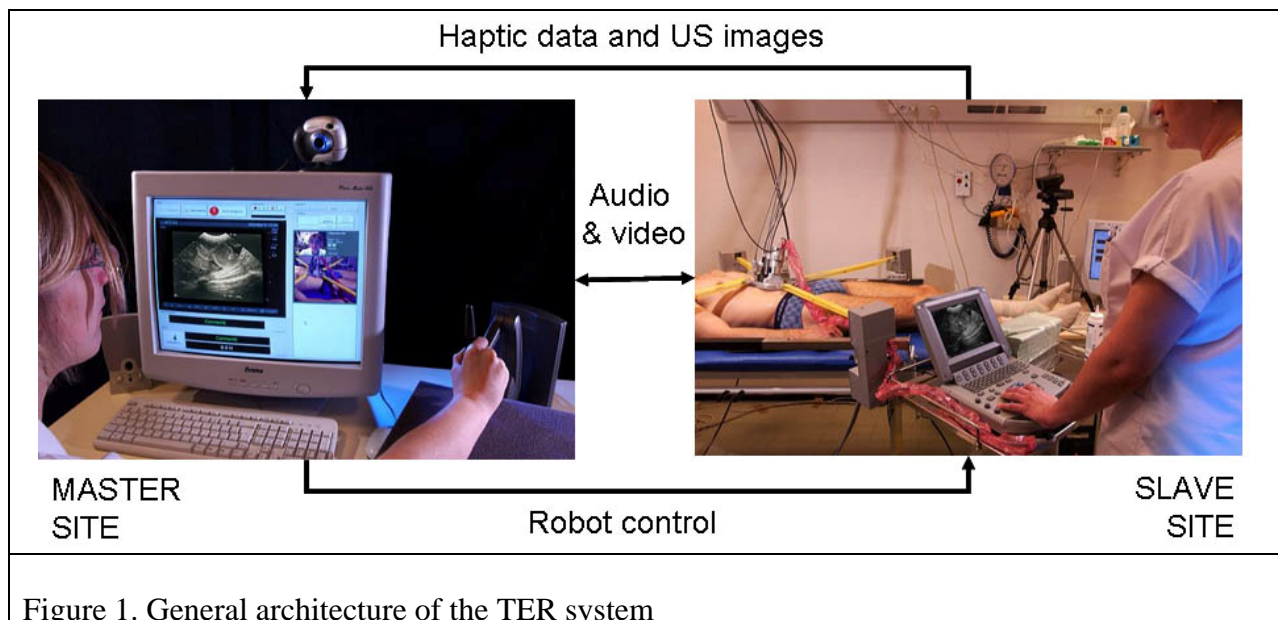 Haptic data and US images
Audio
& video
MASTER
SITE
SLAVE
SITE
Robot control
Figure 1. General architecture of the TER system